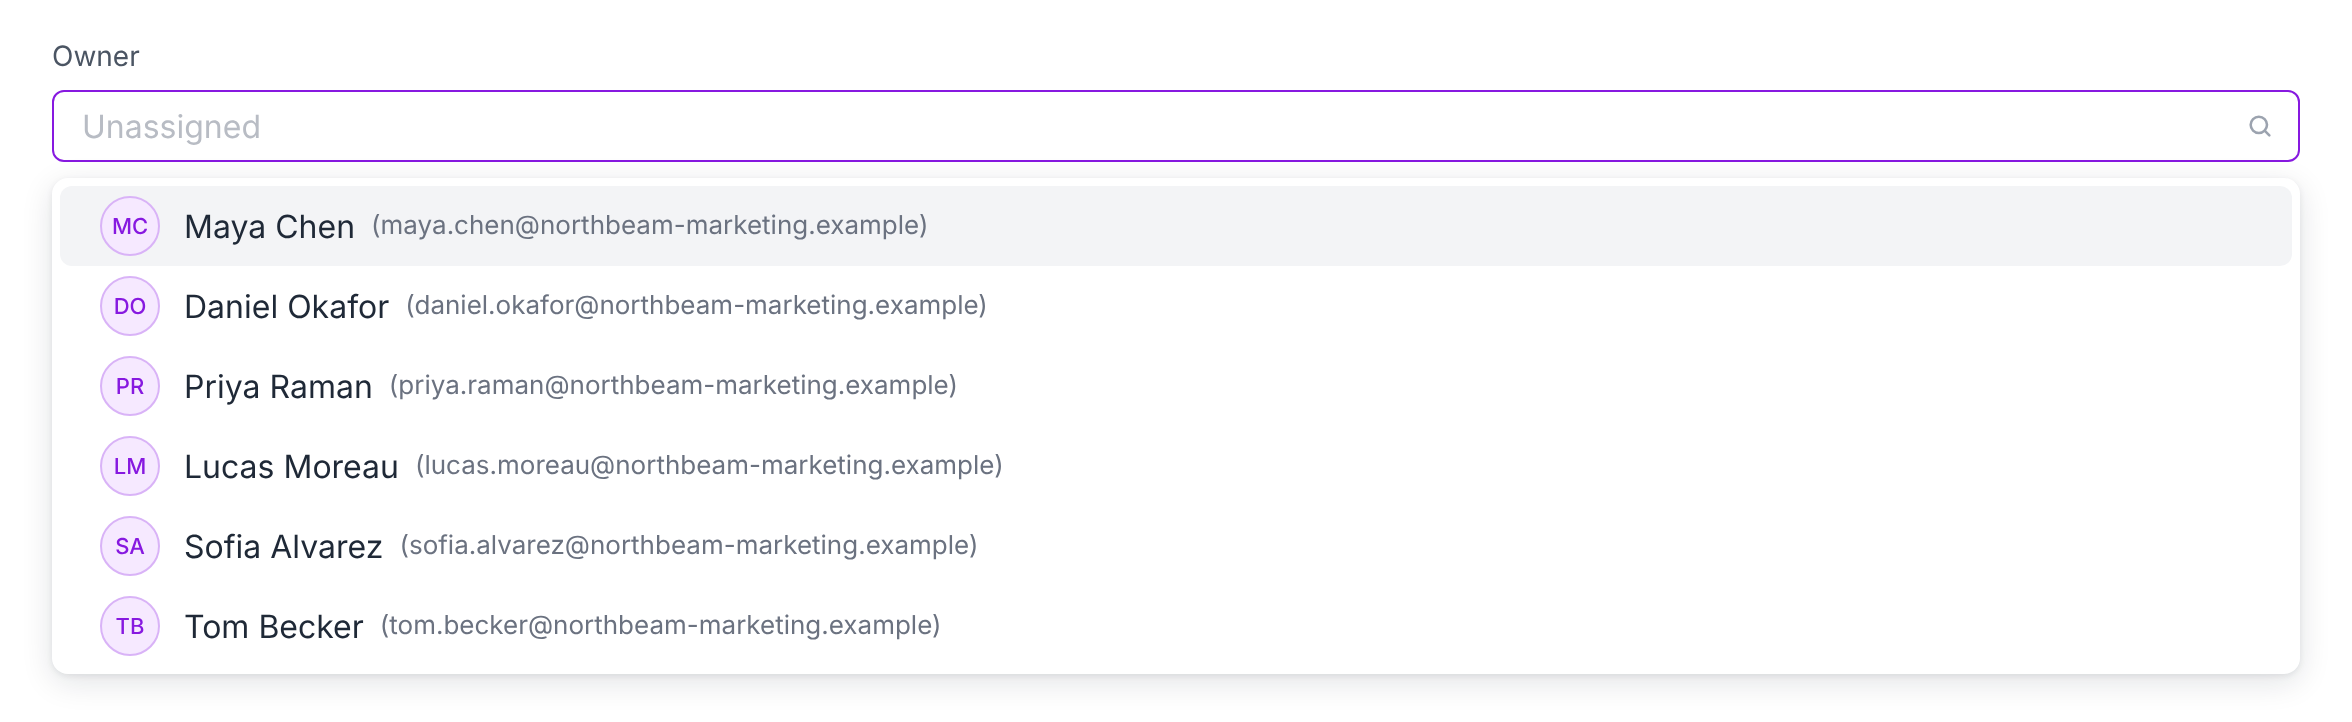 Owner
Unassigned
MC Maya Chen (maya.chen@northbeam-marketing.example)
DO Daniel Okafor (daniel.okafor@northbeam-marketing.example)
PR Priya Raman (priya.raman@northbeam-marketing.example)
LM Lucas Moreau (lucas.moreau@northbeam-marketing.example)
SA Sofia Alvarez (sofia.alvarez@northbeam-marketing.example)
TB Tom Becker (tom.becker@northbeam-marketing.example)